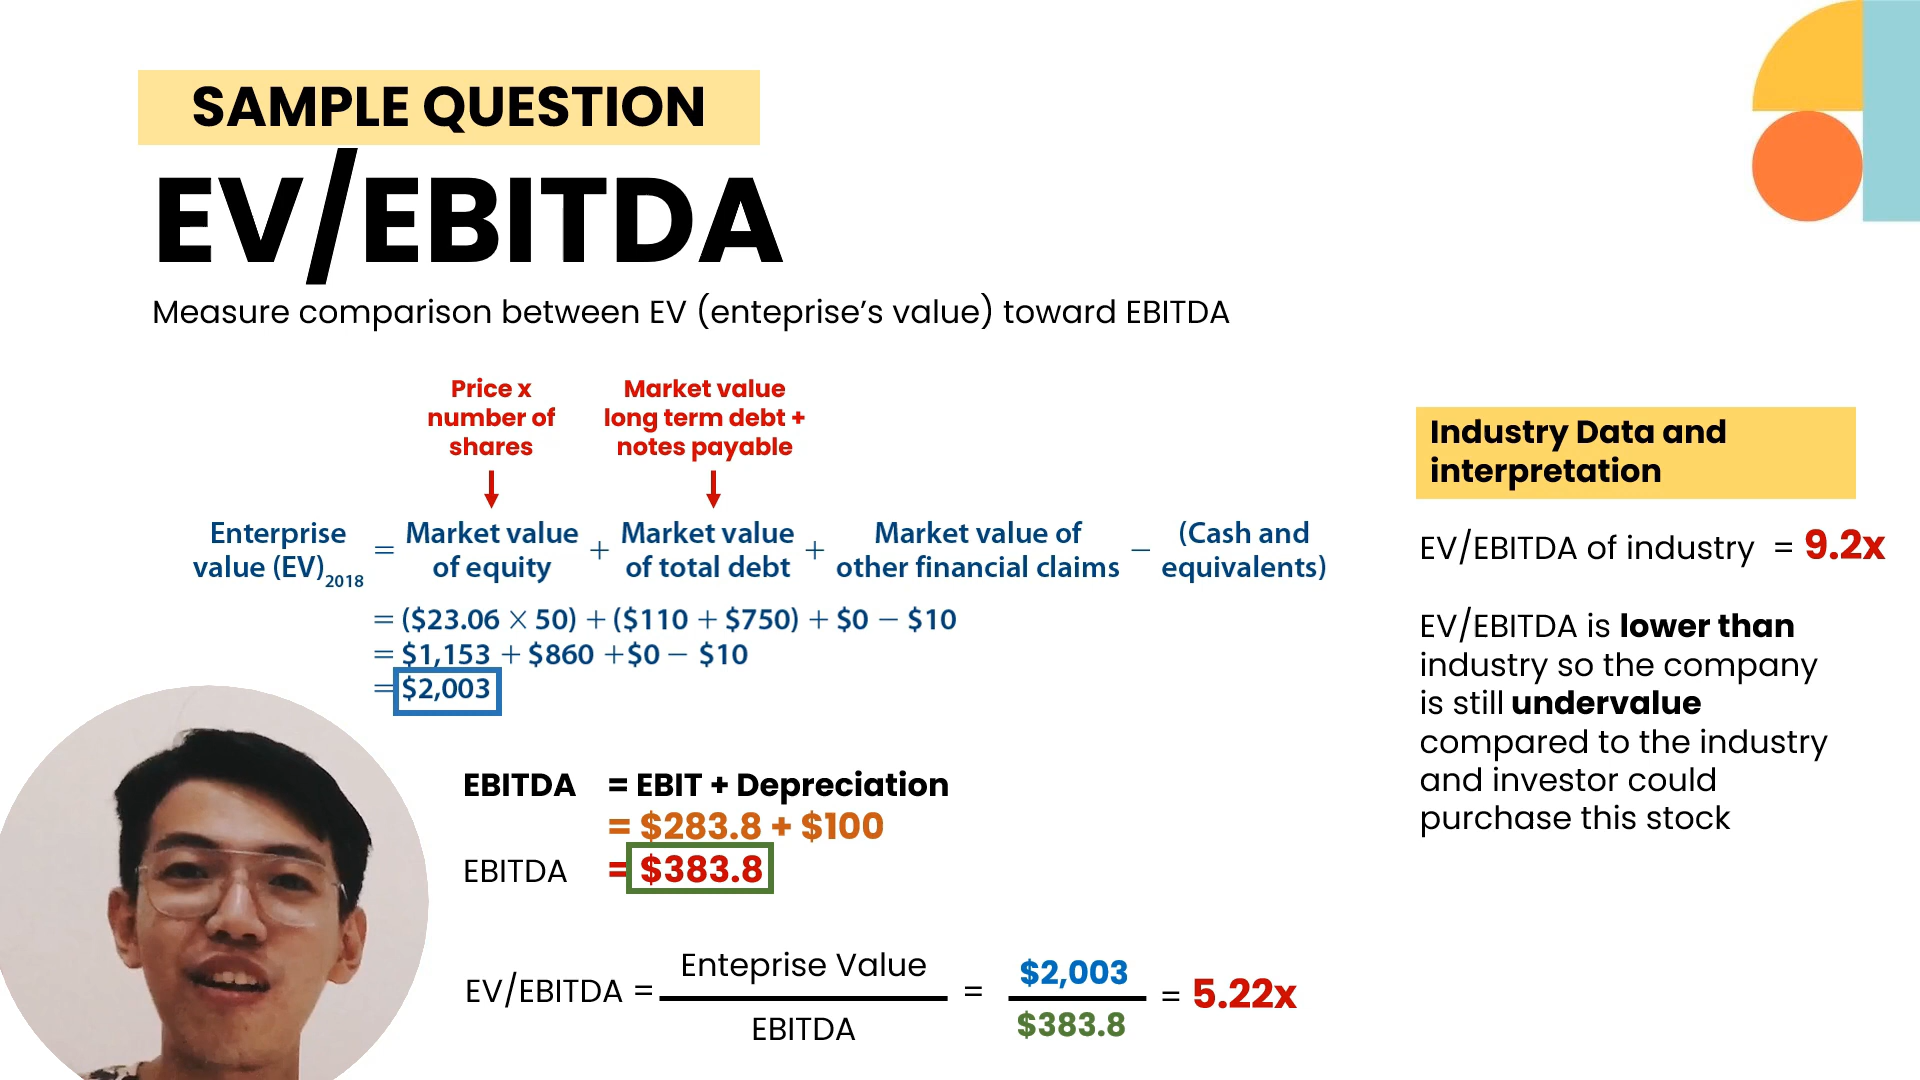 SAMPLE QUESTION
EV/EBITDA
Measure comparison between EV (enteprise's value) toward EBITDA
Price x
number of
shares
Market value
long term debt +
notes payable
Enterprise
value (EV)2018
= Market value
of equity
+ Market value
of total debt
+ Market value of
other financial claims
− (Cash and
equivalents)
= ($23.06 × 50) + ($110 + $750) + $0 − $10
= $1,153 + $860 +$0 − $10
= $2,003
EBITDA = EBIT + Depreciation
= $283.8 + $100
EBITDA = $383.8
EV/EBITDA = Enteprise Value
EBITDA
= $2,003
$383.8
= 5.22x
Industry Data and
interpretation
EV/EBITDA of industry = 9.2x
EV/EBITDA is lower than
industry so the company
is still undervalue
compared to the industry
and investor could
purchase this stock